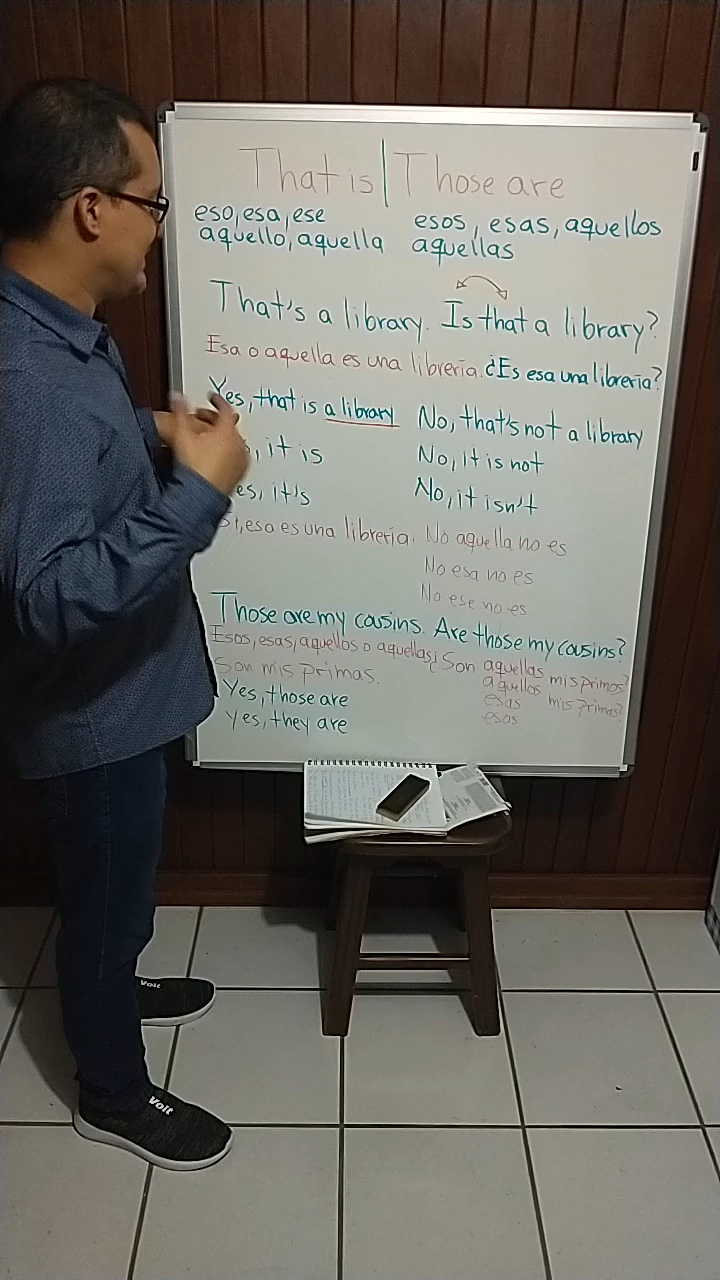 That is | Those are
eso, esa, ese
aquello, aquella
esos, esas, aquellos
aquellas
That's a library. Is that a library?
Esa o aquella es una librería. ¿Es esa una librería?
Yes, that is a library
, it is
es, it's
No, that's not a library
No, it is not
No, it isn't
Sí, esa es una librería.
No aquella no es
No esa no es
No ese no es
Those are my cousins. Are those my cousins?
Esos, esas, aquellos o aquellas
Son mis primas.
¿Son aquellas mis primos?
aquellos mis primas?
esas
esos
Yes, those are
yes, they are
Voit
Voit